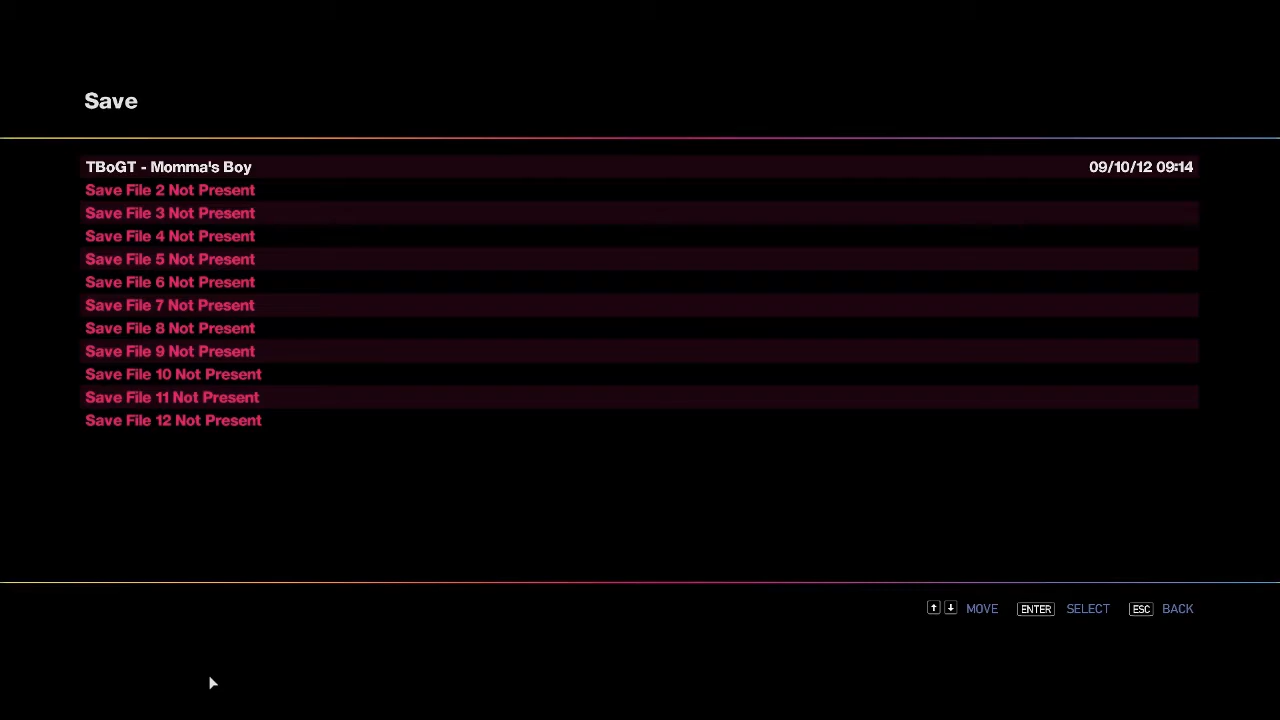 Save
TBoGT - Momma's Boy 09/10/12 09:14
Save File 2 Not Present
Save File 3 Not Present
Save File 4 Not Present
Save File 5 Not Present
Save File 6 Not Present
Save File 7 Not Present
Save File 8 Not Present
Save File 9 Not Present
Save File 10 Not Present
Save File 11 Not Present
Save File 12 Not Present
↑ ↓ MOVE ENTER SELECT ESC BACK